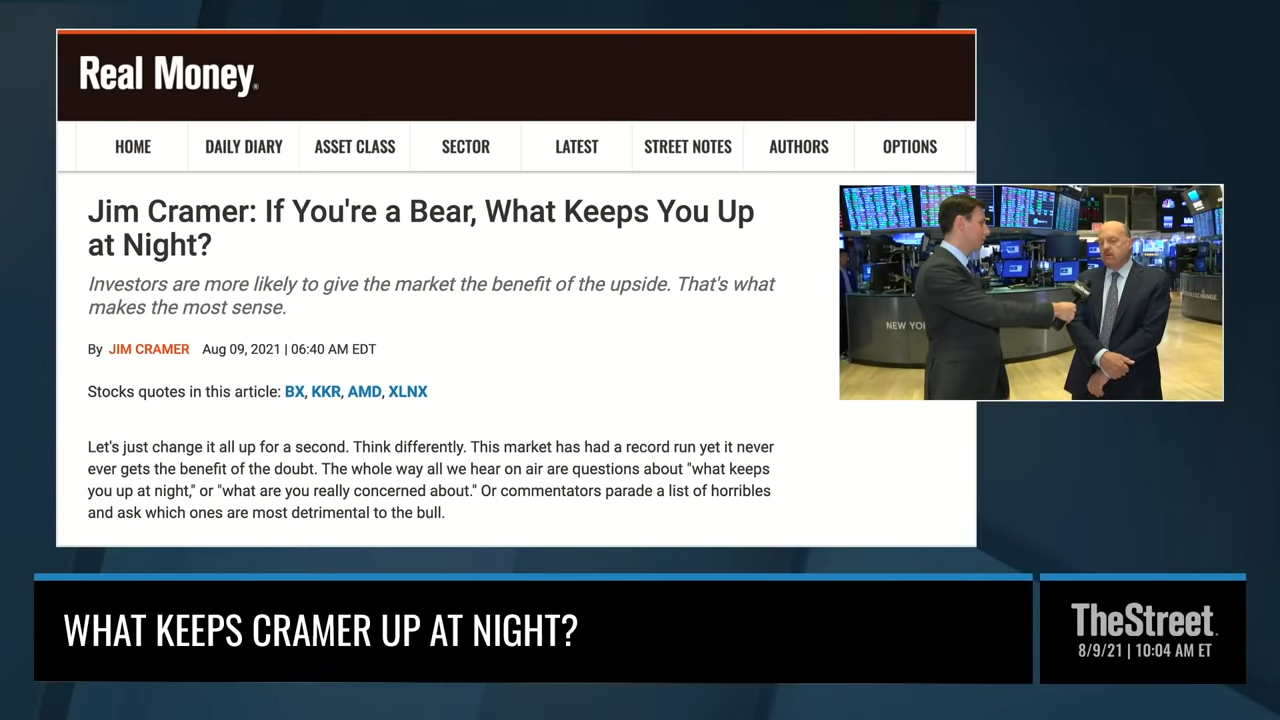 Real Money®
HOME DAILY DIARY ASSET CLASS SECTOR LATEST STREET NOTES AUTHORS OPTIONS
Jim Cramer: If You're a Bear, What Keeps You Up
at Night?
Investors are more likely to give the market the benefit of the upside. That's what
makes the most sense.
By JIM CRAMER Aug 09, 2021 | 06:40 AM EDT
Stocks quotes in this article: BX, KKR, AMD, XLNX
Let's just change it all up for a second. Think differently. This market has had a record run yet it never
ever gets the benefit of the doubt. The whole way all we hear on air are questions about "what keeps
you up at night," or "what are you really concerned about." Or commentators parade a list of horribles
and ask which ones are most detrimental to the bull.
NEW YO
WHAT KEEPS CRAMER UP AT NIGHT?
TheStreet.
8/9/21 | 10:04 AM ET